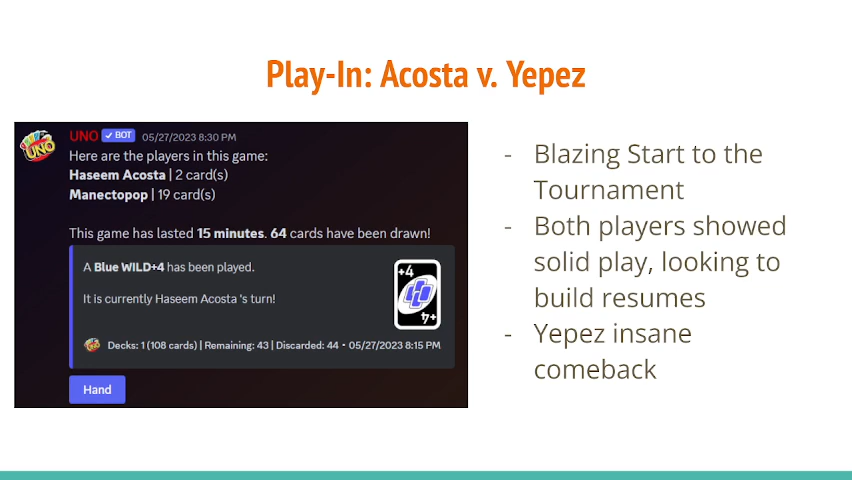 Play-In: Acosta v. Yepez
UNO
UNO ✓ BOT 05/27/2023 8:30 PM
Here are the players in this game:
Haseem Acosta | 2 card(s)
Manectopop | 19 card(s)
This game has lasted 15 minutes. 64 cards have been drawn!
A Blue WILD+4 has been played.
It is currently Haseem Acosta 's turn!
+4
+4
Decks: 1 (108 cards) | Remaining: 43 | Discarded: 44 • 05/27/2023 8:15 PM
Hand
- Blazing Start to the
Tournament
- Both players showed
solid play, looking to
build resumes
- Yepez insane
comeback